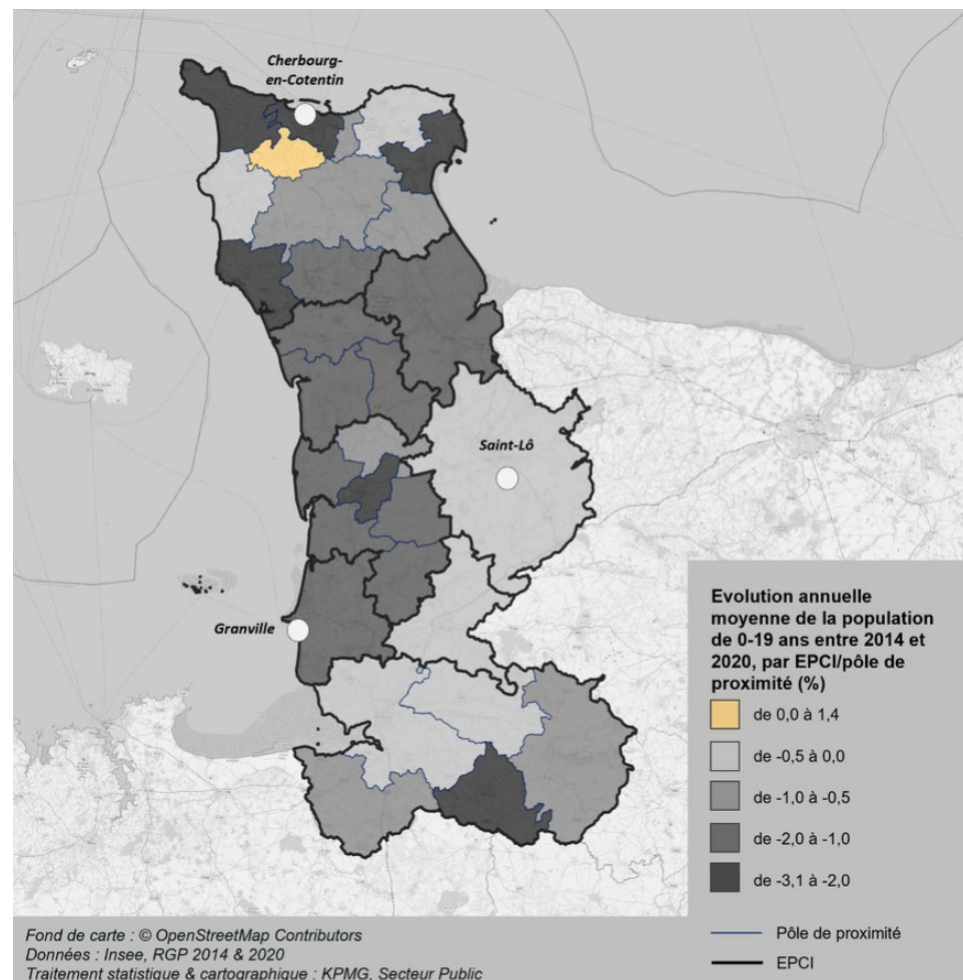 Cherbourg-
en-Cotentin
Saint-Lô
Granville
Evolution annuelle
moyenne de la population
de 0-19 ans entre 2014 et
2020, par EPCI/pôle de
proximité (%)
de 0,0 à 1,4
de -0,5 à 0,0
de -1,0 à -0,5
de -2,0 à -1,0
de -3,1 à -2,0
Pôle de proximité
EPCI
Fond de carte : © OpenStreetMap Contributors
Données : Insee, RGP 2014 & 2020
Traitement statistique & cartographique : KPMG, Secteur Public